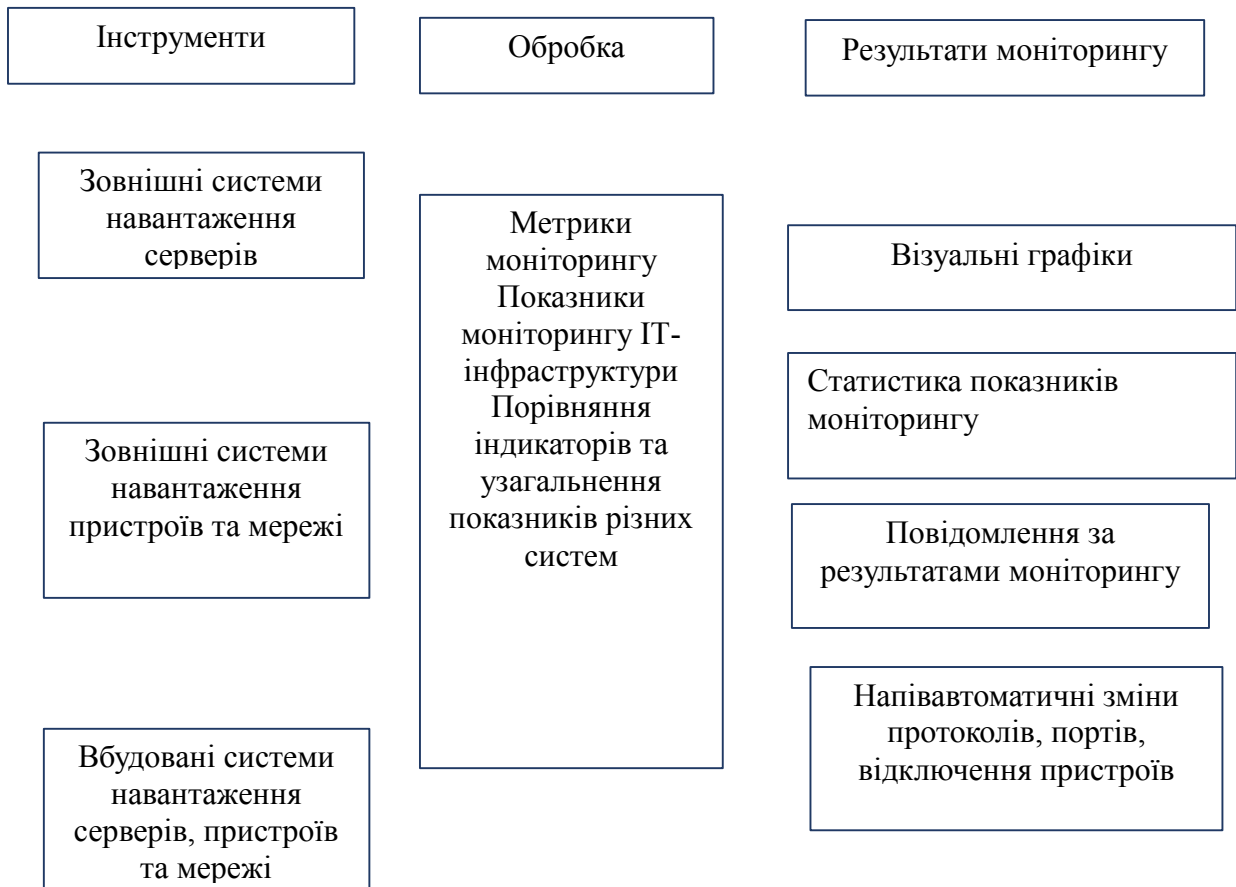 Інструменти
Обробка
Результати моніторингу
Зовнішні системи
навантаження
серверів
Зовнішні системи
навантаження
пристроїв та мережі
Вбудовані системи
навантаження
серверів, пристроїв
та мережі
Метрики
моніторингу
Показники
моніторингу ІТ-
інфраструктури
Порівняння
індикаторів та
узагальнення
показників різних
систем
Візуальні графіки
Статистика показників
моніторингу
Повідомлення за
результатами моніторингу
Напівавтоматичні зміни
протоколів, портів,
відключення пристроїв